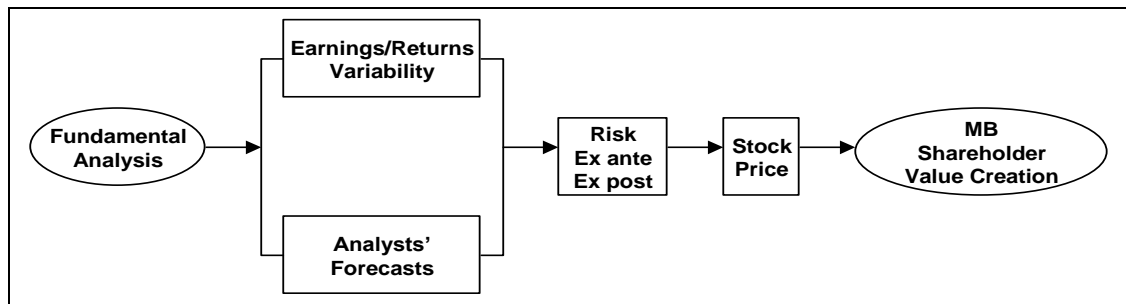 Fundamental
Analysis
Earnings/Returns
Variability
Analysts’
Forecasts
Risk
Ex ante
Ex post
Stock
Price
MB
Shareholder
Value Creation